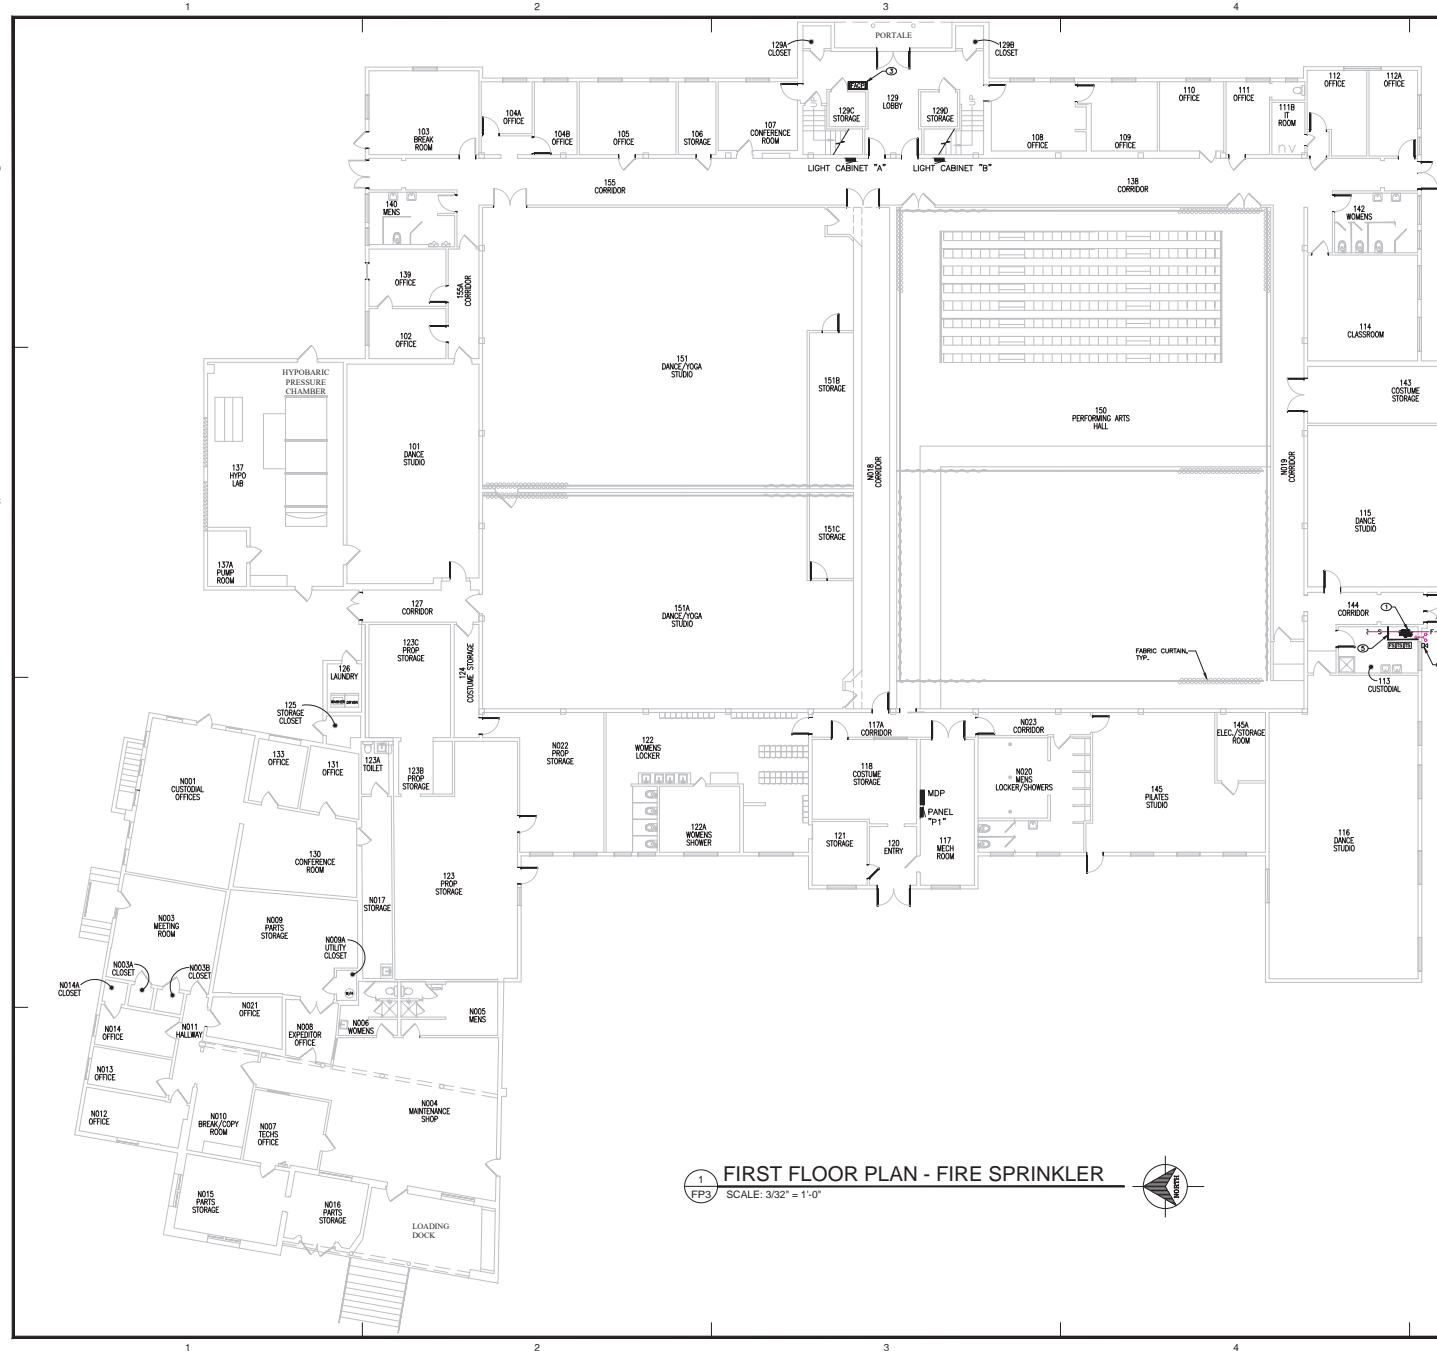 1
2
3
4
129A
CLOSET
PORTALE
129B
CLOSET
3
FACP
103
BREAK
ROOM
104A
OFFICE
104B
OFFICE
105
OFFICE
106
STORAGE
107
CONFERENCE
ROOM
129C
STORAGE
129
LOBBY
129D
STORAGE
108
OFFICE
109
OFFICE
110
OFFICE
111
OFFICE
111B
IT
ROOM
112
OFFICE
112A
OFFICE
LIGHT CABINET "A"
LIGHT CABINET "B"
155
CORRIDOR
138
CORRIDOR
140
MENS
142
WOMENS
139
OFFICE
155A
CORRIDOR
102
OFFICE
114
CLASSROOM
HYPOBARIC
PRESSURE
CHAMBER
151
DANCE/YOGA
STUDIO
151B
STORAGE
143
COSTUME
STORAGE
150
PERFORMING ARTS
HALL
101
DANCE
STUDIO
137
HYPO
LAB
N018
CORRIDOR
N019
CORRIDOR
115
DANCE
STUDIO
151C
STORAGE
137A
PUMP
ROOM
127
CORRIDOR
151A
DANCE/YOGA
STUDIO
144
CORRIDOR
1
S
F
5
123C
PROP
STORAGE
124
COSTUME STORAGE
FABRIC CURTAIN,
TYP.
126
LAUNDRY
113
CUSTODIAL
125
STORAGE
CLOSET
117A
CORRIDOR
N023
CORRIDOR
145A
ELEC./STORAGE
ROOM
N022
PROP
STORAGE
122
WOMENS
LOCKER
133
OFFICE
131
OFFICE
123A
TOILET
123B
PROP
STORAGE
N001
CUSTODIAL
OFFICES
118
COSTUME
STORAGE
N020
MENS
LOCKER/SHOWERS
MDP
PANEL
"P1"
145
PILATES
STUDIO
122A
WOMENS
SHOWER
121
STORAGE
120
ENTRY
117
MECH
ROOM
116
DANCE
STUDIO
130
CONFERENCE
ROOM
123
PROP
STORAGE
N017
STORAGE
N003
MEETING
ROOM
N009
PARTS
STORAGE
N009A
UTILITY
CLOSET
N003A
CLOSET
N003B
CLOSET
N014A
CLOSET
N021
OFFICE
N005
MENS
N014
OFFICE
N011
HALLWAY
N008
EXPEDITOR
OFFICE
N006
WOMENS
N013
OFFICE
N012
OFFICE
N010
BREAK/COPY
ROOM
N007
TECHS
OFFICE
N004
MAINTENANCE
SHOP
N015
PARTS
STORAGE
N016
PARTS
STORAGE
LOADING
DOCK
1
FP3
FIRST FLOOR PLAN - FIRE SPRINKLER
SCALE: 3/32" = 1'-0"
NORTH
1
2
3
4